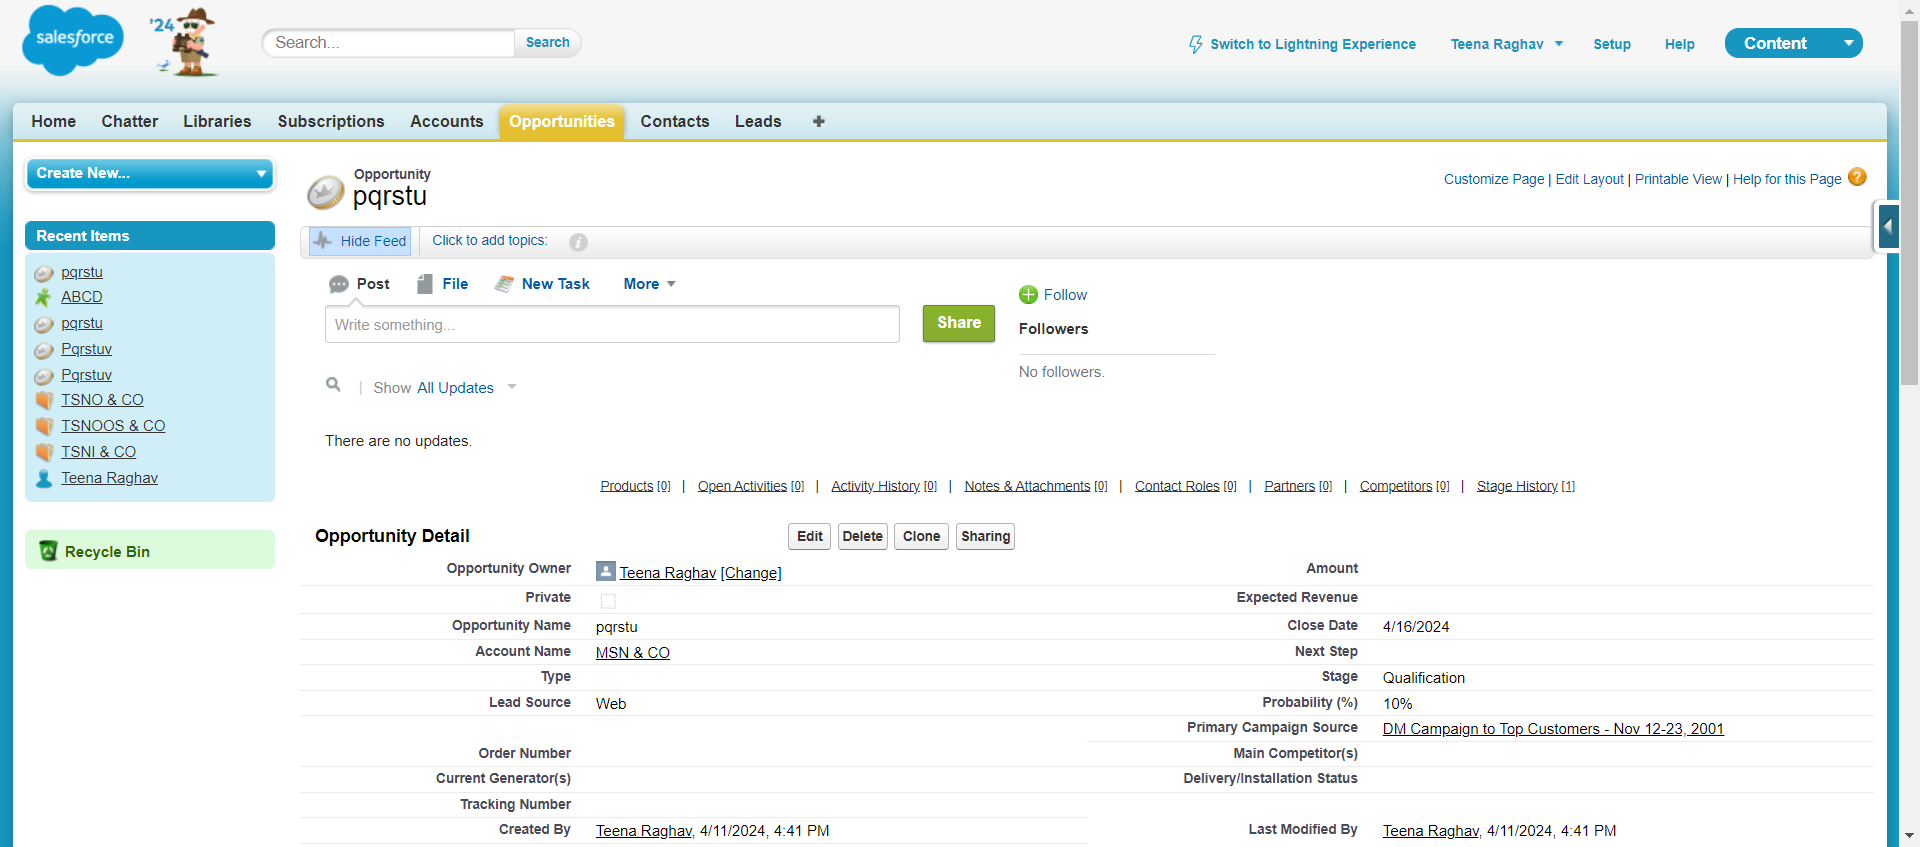 salesforce
'24
Search...
Search
Switch to Lightning Experience
Teena Raghav
Setup
Help
Content
Home
Chatter
Libraries
Subscriptions
Accounts
Opportunities
Contacts
Leads
+
Create New...
Recent Items
pqrstu
ABCD
pqrstu
Pqrstuv
Pqrstuv
TSNO & CO
TSNOOS & CO
TSNI & CO
Teena Raghav
Recycle Bin
Opportunity
pqrstu
Customize Page | Edit Layout | Printable View | Help for this Page ?
Hide Feed
Click to add topics:
i
Post
File
New Task
More
Write something...
Share
Follow
Followers
No followers.
| Show All Updates
There are no updates.
Products [0] | Open Activities [0] | Activity History [0] | Notes & Attachments [0] | Contact Roles [0] | Partners [0] | Competitors [0] | Stage History [1]
Opportunity Detail
Edit
Delete
Clone
Sharing
Opportunity Owner Teena Raghav [Change]
Amount
Private
Expected Revenue
Opportunity Name pqrstu
Close Date 4/16/2024
Account Name MSN & CO
Next Step
Type
Stage Qualification
Lead Source Web
Probability (%) 10%
Primary Campaign Source DM Campaign to Top Customers - Nov 12-23, 2001
Order Number
Main Competitor(s)
Current Generator(s)
Delivery/Installation Status
Tracking Number
Created By Teena Raghav, 4/11/2024, 4:41 PM
Last Modified By Teena Raghav, 4/11/2024, 4:41 PM